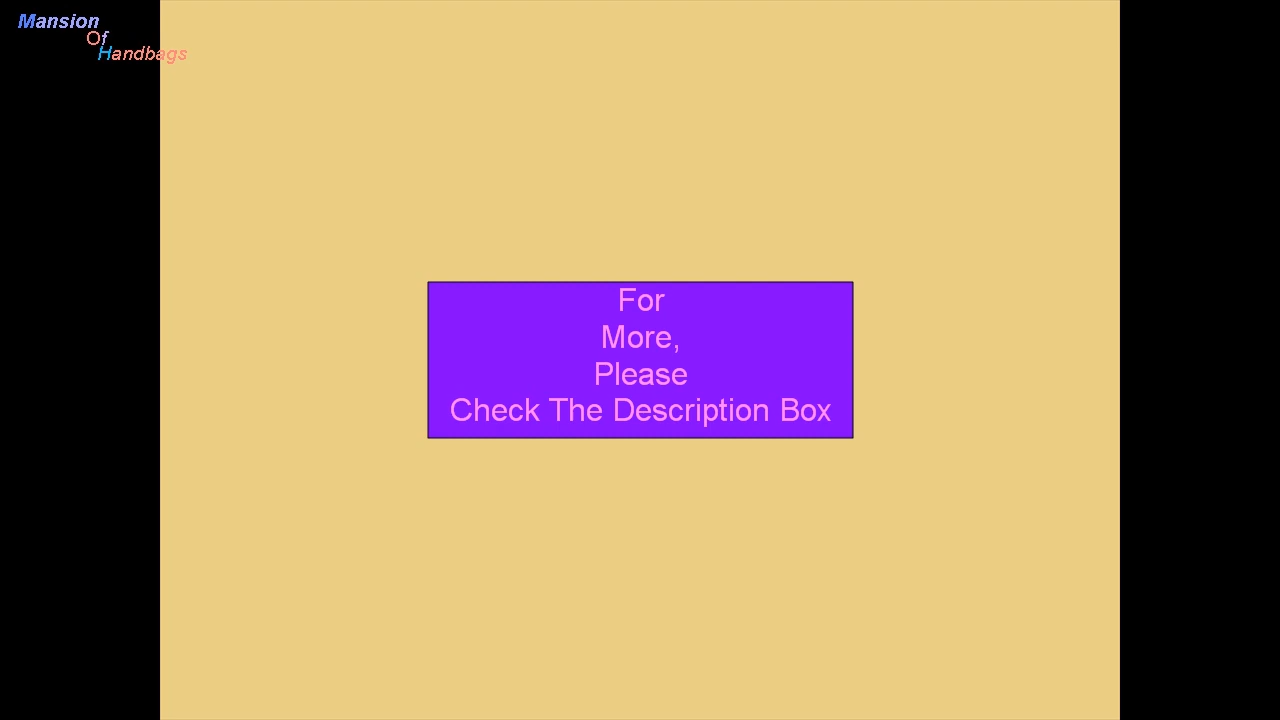 Mansion
Of
Handbags
For
More,
Please
Check The Description Box